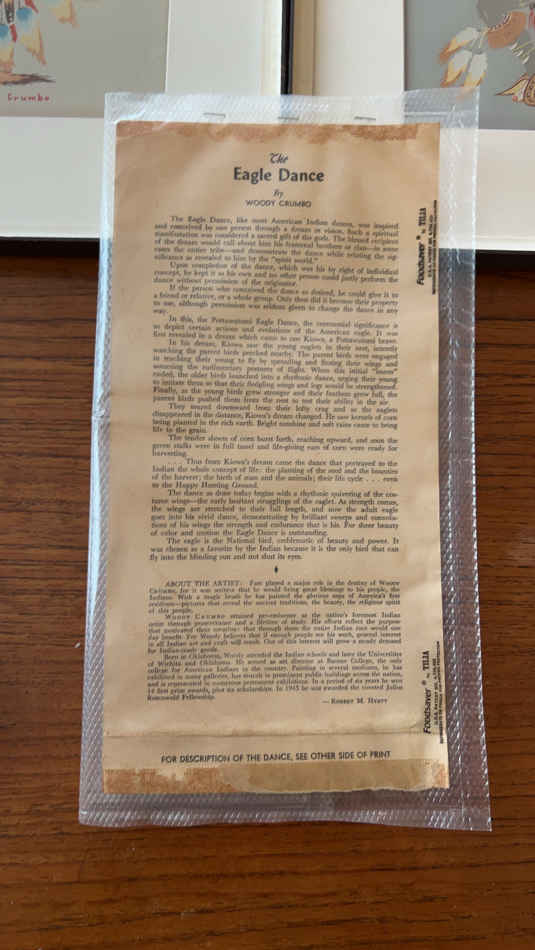 Crumbo
The
Eagle Dance
By
WOODY CRUMBO
The Eagle Dance, like most American Indian dances, was inspired
and conceived by one person through a dream or vision. Such a spiritual
manifestation was considered a sacred gift of the gods. The blessed recipient
of the dream would call about him his fraternal brothers or clan—in some
cases the entire tribe—and demonstrate the dance while relating the sig-
nificance as revealed to him by the "spirit world."
Upon completion of the dance, which was his by right of individual
concept, he kept it as his own and no other person could justly perform the
dance without permission of the originator.
If the person who conceived the dance so desired, he could give it to
a friend or relative, or a whole group. Only then did it become their property
to use, although permission was seldom given to change the dance in any
way.
In this, the Pottawatomi Eagle Dance, the ceremonial significance is
to depict certain actions and evolutions of the American eagle. It was
first revealed in a dream which came to one Kiowa, a Pottawatomi brave.
In his dream, Kiowa saw the young eaglets in their nest, intently
watching the parent birds perched nearby. The parent birds were engaged
in teaching their young to fly by spreading and flexing their wings and
assuming the rudimentary postures of flight. When this initial "lesson"
ended, the older birds launched into a rhythmic dance, urging their young
to imitate them so that their fledgling wings and legs would be strengthened.
Finally, as the young birds grew stronger and their feathers grew full, the
parent birds pushed them from the nest to test their ability in the air.
They soared downward from their lofty crag and as the eaglets
disappeared in the distance, Kiowa's dream changed. He saw kernels of corn
being planted in the rich earth. Bright sunshine and soft rains came to bring
life to the grain.
The tender shoots of corn burst forth, reaching upward, and soon the
green stalks were in full tassel and life-giving ears of corn were ready for
harvesting.
. . . Thus from Kiowa's dream came the dance that portrayed to the
Indian the whole concept of life: the planting of the seed and the bounties
of the harvest; the birth of man and the animals; their life cycle . . . even
to the Happy Hunting Ground.
The dance as done today begins with a rhythmic quivering of the cos-
tume wings—the early hesitant strugglings of the eaglet. As strength comes,
the wings are stretched to their full length, and now the adult eagle
goes into his vivid dance, demonstrating by brilliant sweeps and convolu-
tions of his wings the strength and endurance that is his. For sheer beauty
of color and motion the Eagle Dance is outstanding.
The eagle is the National bird, emblematic of beauty and power. It
was chosen as a favorite by the Indian because it is the only bird that can
fly into the blinding sun and not shut its eyes.
ABOUT THE ARTIST: Fate played a major role in the destiny of Woody
Crumbo, for it was written that he would bring great blessings to his people, the
Indians. With a magic brush he has painted the glorious saga of America's first
residents—pictures that reveal the ancient traditions, the beauty, the religious spirit
of this people.
WOODY CRUMBO attained pre-eminence as the nation's foremost Indian
artist through perseverance and a lifetime of study. His efforts reflect the purpose
that motivated them constantly: that through them the entire Indian race would one
day benefit. For Woody believes that if enough people see his work, general interest
in all Indian art and craft will result. Out of this interest will grow a steady demand
for Indian-made goods.
Born in Oklahoma, Woody attended the Indian schools and later the Universities
of Wichita and Oklahoma. He served as art director at Bacone College, the only
college for American Indians in the country. Painting in several mediums, he has
exhibited in many galleries, has murals in prominent public buildings across the nation,
and is represented in numerous permanent exhibitions. In a period of six years he won
14 first prize awards, plus six scholarships. In 1945 he was awarded the coveted Julius
Rosenwald Fellowship.
— ROBERT M. HYATT
FOR DESCRIPTION OF THE DANCE, SEE OTHER SIDE OF PRINT
Foodsaver by TILIA
Foodsaver by TILIA